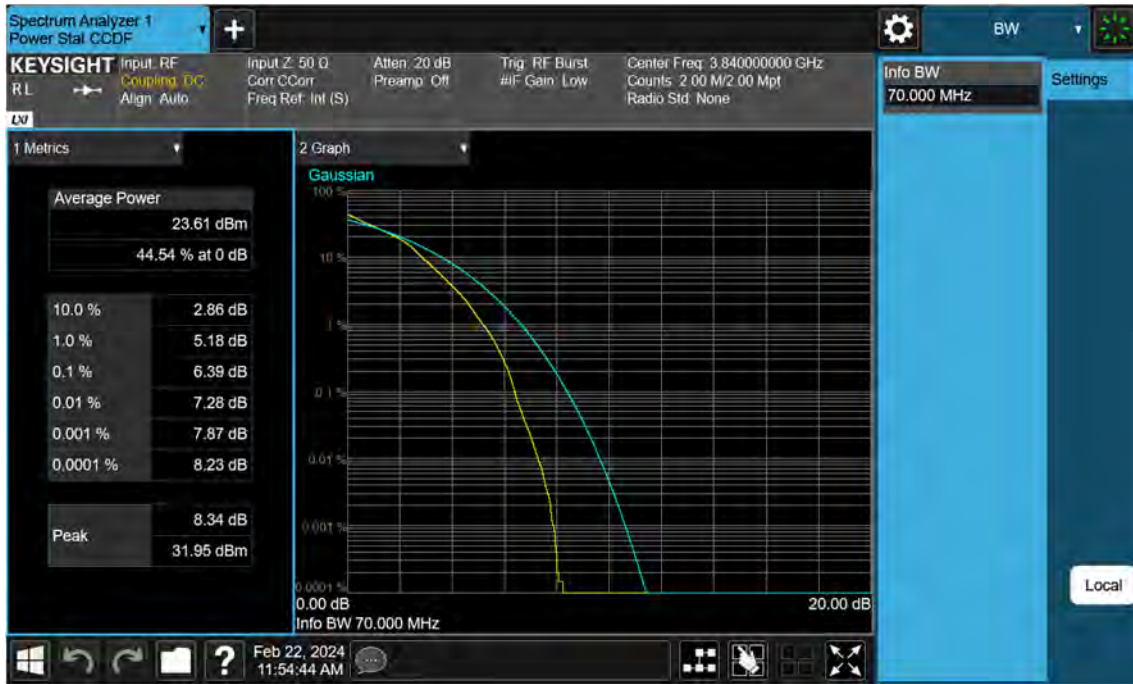 Spectrum Analyzer 1
Power Stat CCDF
+
BW
KEYSIGHT
RL
LXI
Input: RF
Coupling: DC
Align: Auto
Input Z: 50 Ω
Corr CCorr
Freq Ref: Int (S)
Atten: 20 dB
Preamp: Off
Trig: RF Burst
#IF Gain: Low
Center Freq: 3.840000000 GHz
Counts: 2.00 M/2.00 Mpt
Radio Std: None
Info BW
70.000 MHz
Settings
1 Metrics
Average Power
23.61 dBm
44.54 % at 0 dB
10.0 % 2.86 dB
1.0 % 5.18 dB
0.1 % 6.39 dB
0.01 % 7.28 dB
0.001 % 7.87 dB
0.0001 % 8.23 dB
Peak
8.34 dB
31.95 dBm
2 Graph
Gaussian
100 %
10 %
1 %
0.1 %
0.01 %
0.001 %
0.0001 %
0.00 dB 20.00 dB
Info BW 70.000 MHz
Local
?
Feb 22, 2024
11:54:44 AM